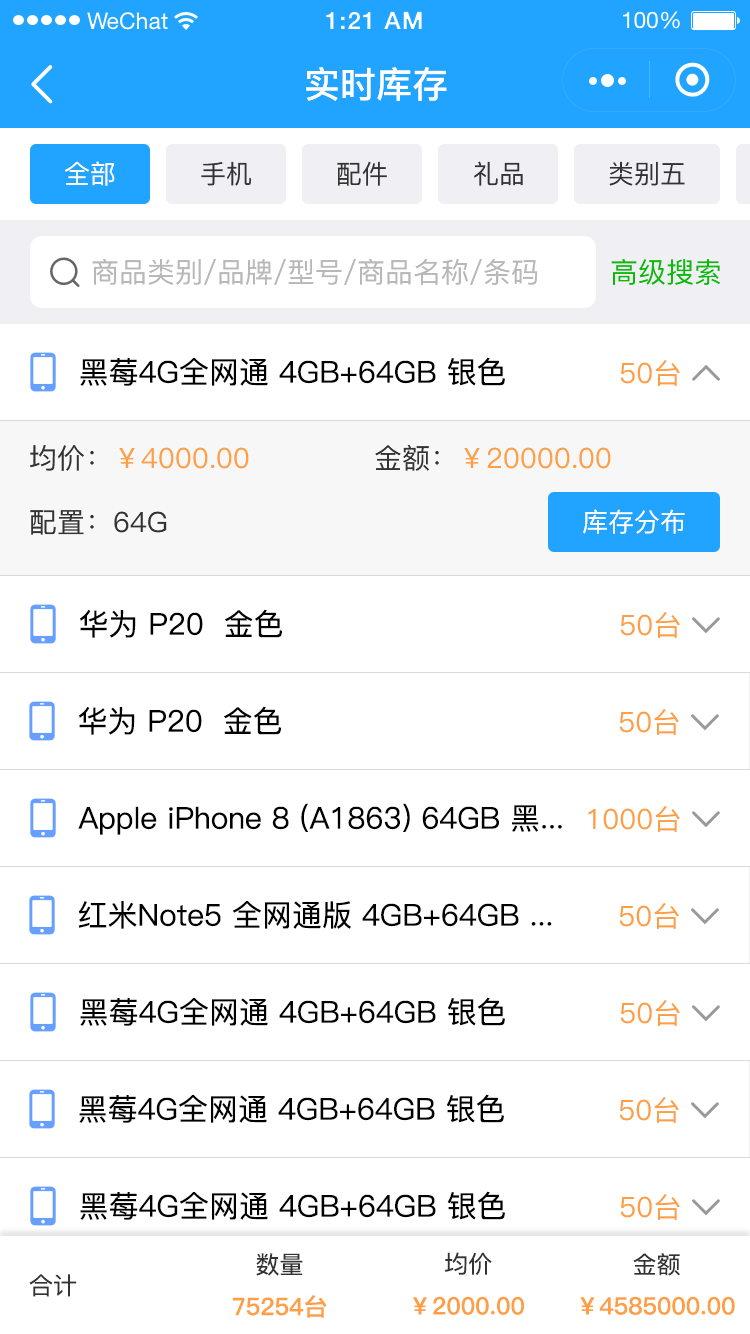 WeChat 1:21 AM 100%
实时库存
全部 手机 配件 礼品 类别五
商品类别/品牌/型号/商品名称/条码 高级搜索
黑莓4G全网通 4GB+64GB 银色 50台
均价：￥4000.00 金额：￥20000.00
配置：64G 库存分布
华为 P20 金色 50台
华为 P20 金色 50台
Apple iPhone 8 (A1863) 64GB 黑... 1000台
红米Note5 全网通版 4GB+64GB ... 50台
黑莓4G全网通 4GB+64GB 银色 50台
黑莓4G全网通 4GB+64GB 银色 50台
黑莓4G全网通 4GB+64GB 银色 50台
数量 均价 金额
合计
75254台 ￥2000.00 ￥4585000.00